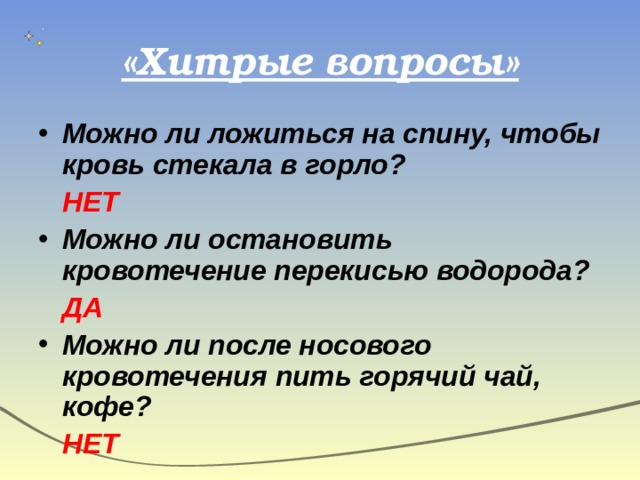 «Хитрые вопросы»
• Можно ли ложиться на спину, чтобы
кровь стекала в горло?
НЕТ
• Можно ли остановить
кровотечение перекисью водорода?
ДА
• Можно ли после носового
кровотечения пить горячий чай,
кофе?
НЕТ